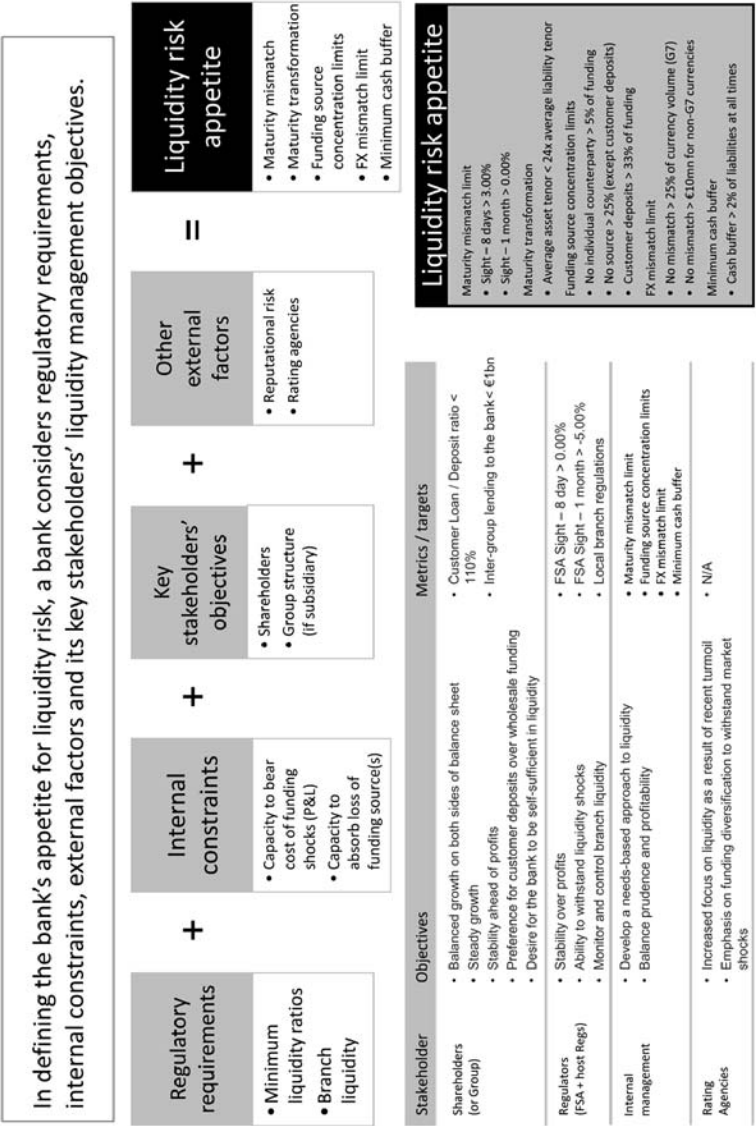 In defining the bank's appetite for liquidity risk, a bank considers regulatory requirements,
internal constraints, external factors and its key stakeholders' liquidity management objectives.
Regulatory
requirements
• Minimum
liquidity ratios
• Branch
liquidity
+
Internal
constraints
• Capacity to bear
cost of funding
shocks (P&L)
• Capacity to
absorb loss of
funding source(s)
+
Key
stakeholders'
objectives
• Shareholders
• Group structure
(if subsidiary)
+
Other
external
factors
• Reputational risk
• Rating agencies
=
Liquidity risk
appetite
• Maturity mismatch
• Maturity transformation
• Funding source
concentration limits
• FX mismatch limit
• Minimum cash buffer
Stakeholder
Objectives
Metrics / targets
Shareholders
(or Group)
• Balanced growth on both sides of balance sheet
• Steady growth
• Stability ahead of profits
• Preference for customer deposits over wholesale funding
• Desire for the bank to be self-sufficient in liquidity
• Customer Loan / Deposit ratio <
110%
• Inter-group lending to the bank< €1bn
Regulators
(FSA + host Regs)
• Stability over profits
• Ability to withstand liquidity shocks
• Monitor and control branch liquidity
• FSA Sight – 8 day > 0.00%
• FSA Sight – 1 month > -5.00%
• Local branch regulations
Internal
management
• Develop a needs-based approach to liquidity
• Balance prudence and profitability
• Maturity mismatch limit
• Funding source concentration limits
• FX mismatch limit
• Minimum cash buffer
Rating
Agencies
• Increased focus on liquidity as a result of recent turmoil
• Emphasis on funding diversification to withstand market
shocks
• N/A
Liquidity risk appetite
Maturity mismatch limit
• Sight – 8 days > 3.00%
• Sight – 1 month > 0.00%
Maturity transformation
• Average asset tenor < 24x average liability tenor
Funding source concentration limits
• No individual counterparty > 5% of funding
• No source > 25% (except customer deposits)
• Customer deposits > 33% of funding
FX mismatch limit
• No mismatch > 25% of currency volume (G7)
• No mismatch > €10mn for non-G7 currencies
Minimum cash buffer
• Cash buffer > 2% of liabilities at all times